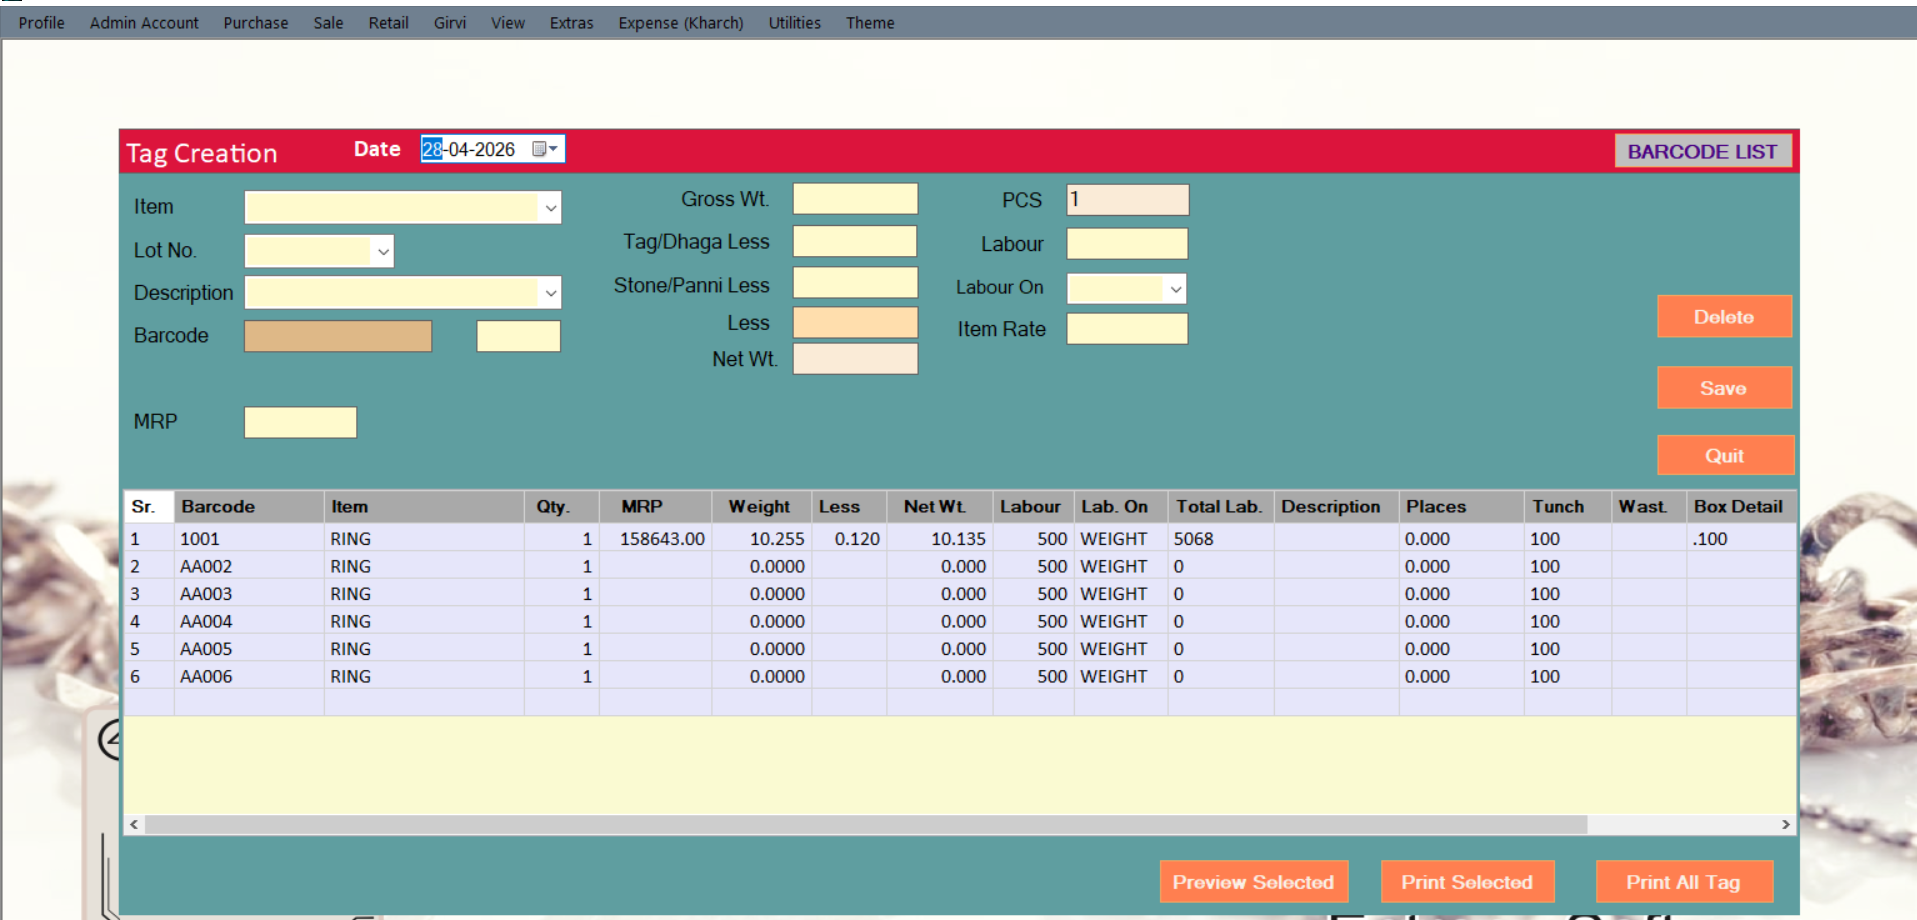 Profile Admin Account Purchase Sale Retail Girvi View Extras Expense (Kharch) Utilities Theme
Tag Creation Date 28-04-2026 BARCODE LIST
Item Gross Wt. PCS 1
Lot No. Tag/Dhaga Less Labour
Description Stone/Panni Less Labour On
Barcode Less Item Rate
Net Wt.
MRP
Delete
Save
Quit
Sr. Barcode Item Qty. MRP Weight Less Net Wt. Labour Lab. On Total Lab. Description Places Tunch Wast. Box Detail
1 1001 RING 1 158643.00 10.255 0.120 10.135 500 WEIGHT 5068 0.000 100 .100
2 AA002 RING 1 0.0000 0.000 500 WEIGHT 0 0.000 100
3 AA003 RING 1 0.0000 0.000 500 WEIGHT 0 0.000 100
4 AA004 RING 1 0.0000 0.000 500 WEIGHT 0 0.000 100
5 AA005 RING 1 0.0000 0.000 500 WEIGHT 0 0.000 100
6 AA006 RING 1 0.0000 0.000 500 WEIGHT 0 0.000 100
Preview Selected Print Selected Print All Tag